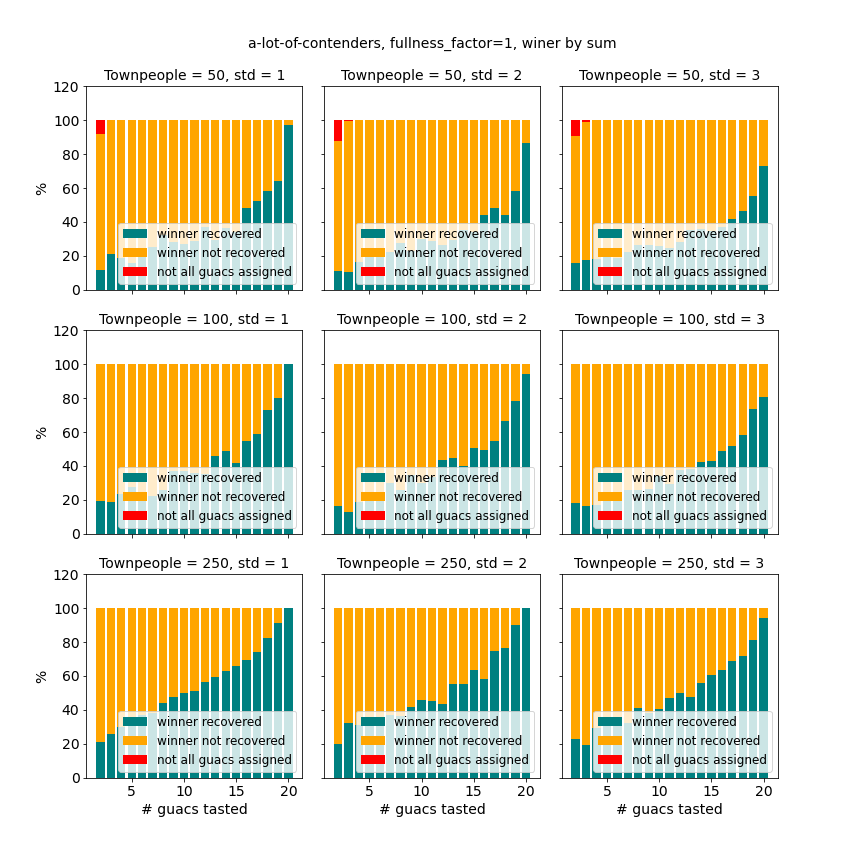 a-lot-of-contenders, fullness_factor=1, winer by sum
Townpeople = 50, std = 1
Townpeople = 50, std = 2
Townpeople = 50, std = 3
120
100
80
60
40
20
0
%
winner recovered
winner not recovered
not all guacs assigned
winner recovered
winner not recovered
not all guacs assigned
winner recovered
winner not recovered
not all guacs assigned
Townpeople = 100, std = 1
Townpeople = 100, std = 2
Townpeople = 100, std = 3
120
100
80
60
40
20
0
%
winner recovered
winner not recovered
not all guacs assigned
winner recovered
winner not recovered
not all guacs assigned
winner recovered
winner not recovered
not all guacs assigned
Townpeople = 250, std = 1
Townpeople = 250, std = 2
Townpeople = 250, std = 3
120
100
80
60
40
20
0
%
winner recovered
winner not recovered
not all guacs assigned
winner recovered
winner not recovered
not all guacs assigned
winner recovered
winner not recovered
not all guacs assigned
5 10 15 20
5 10 15 20
5 10 15 20
# guacs tasted
# guacs tasted
# guacs tasted